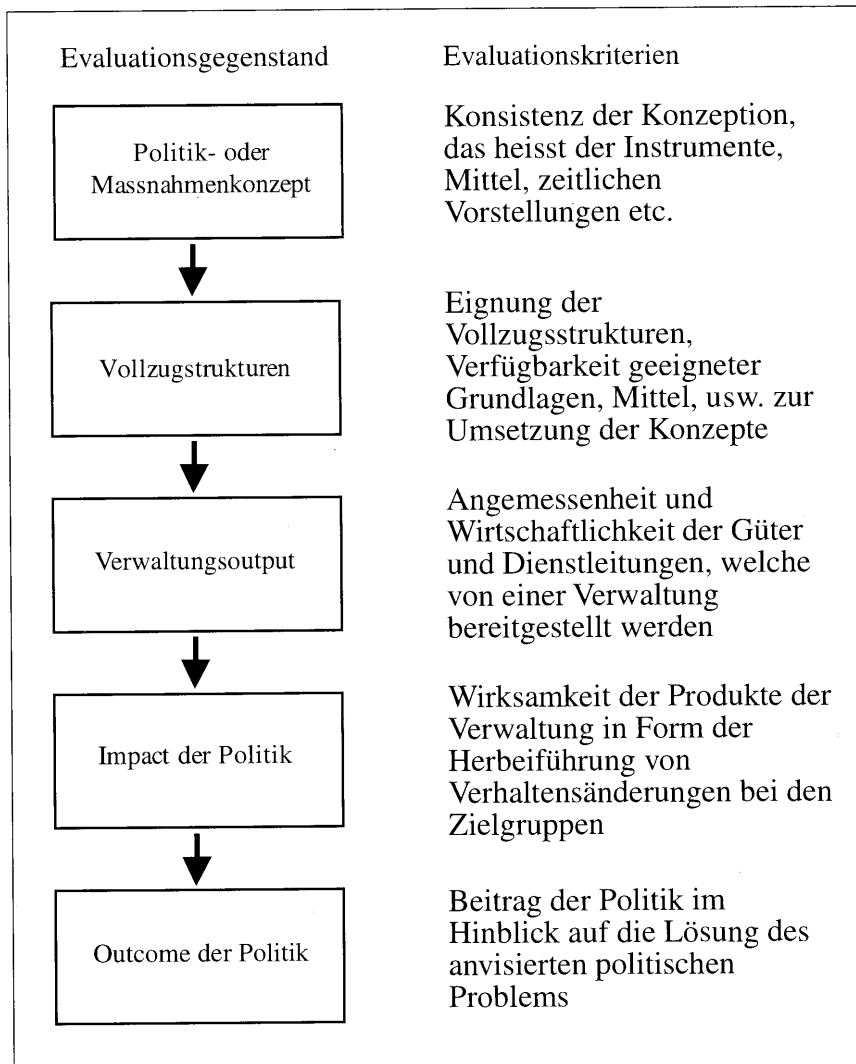 Evaluationsgegenstand
Evaluationskriterien
Politik- oder
Massnahmenkonzept
Konsistenz der Konzeption,
das heisst der Instrumente,
Mittel, zeitlichen
Vorstellungen etc.
Vollzugstrukturen
Eignung der
Vollzugsstrukturen,
Verfügbarkeit geeigneter
Grundlagen, Mittel, usw. zur
Umsetzung der Konzepte
Verwaltungsoutput
Angemessenheit und
Wirtschaftlichkeit der Güter
und Dienstleitungen, welche
von einer Verwaltung
bereitgestellt werden
Impact der Politik
Wirksamkeit der Produkte der
Verwaltung in Form der
Herbeiführung von
Verhaltensänderungen bei den
Zielgruppen
Outcome der Politik
Beitrag der Politik im
Hinblick auf die Lösung des
anvisierten politischen
Problems